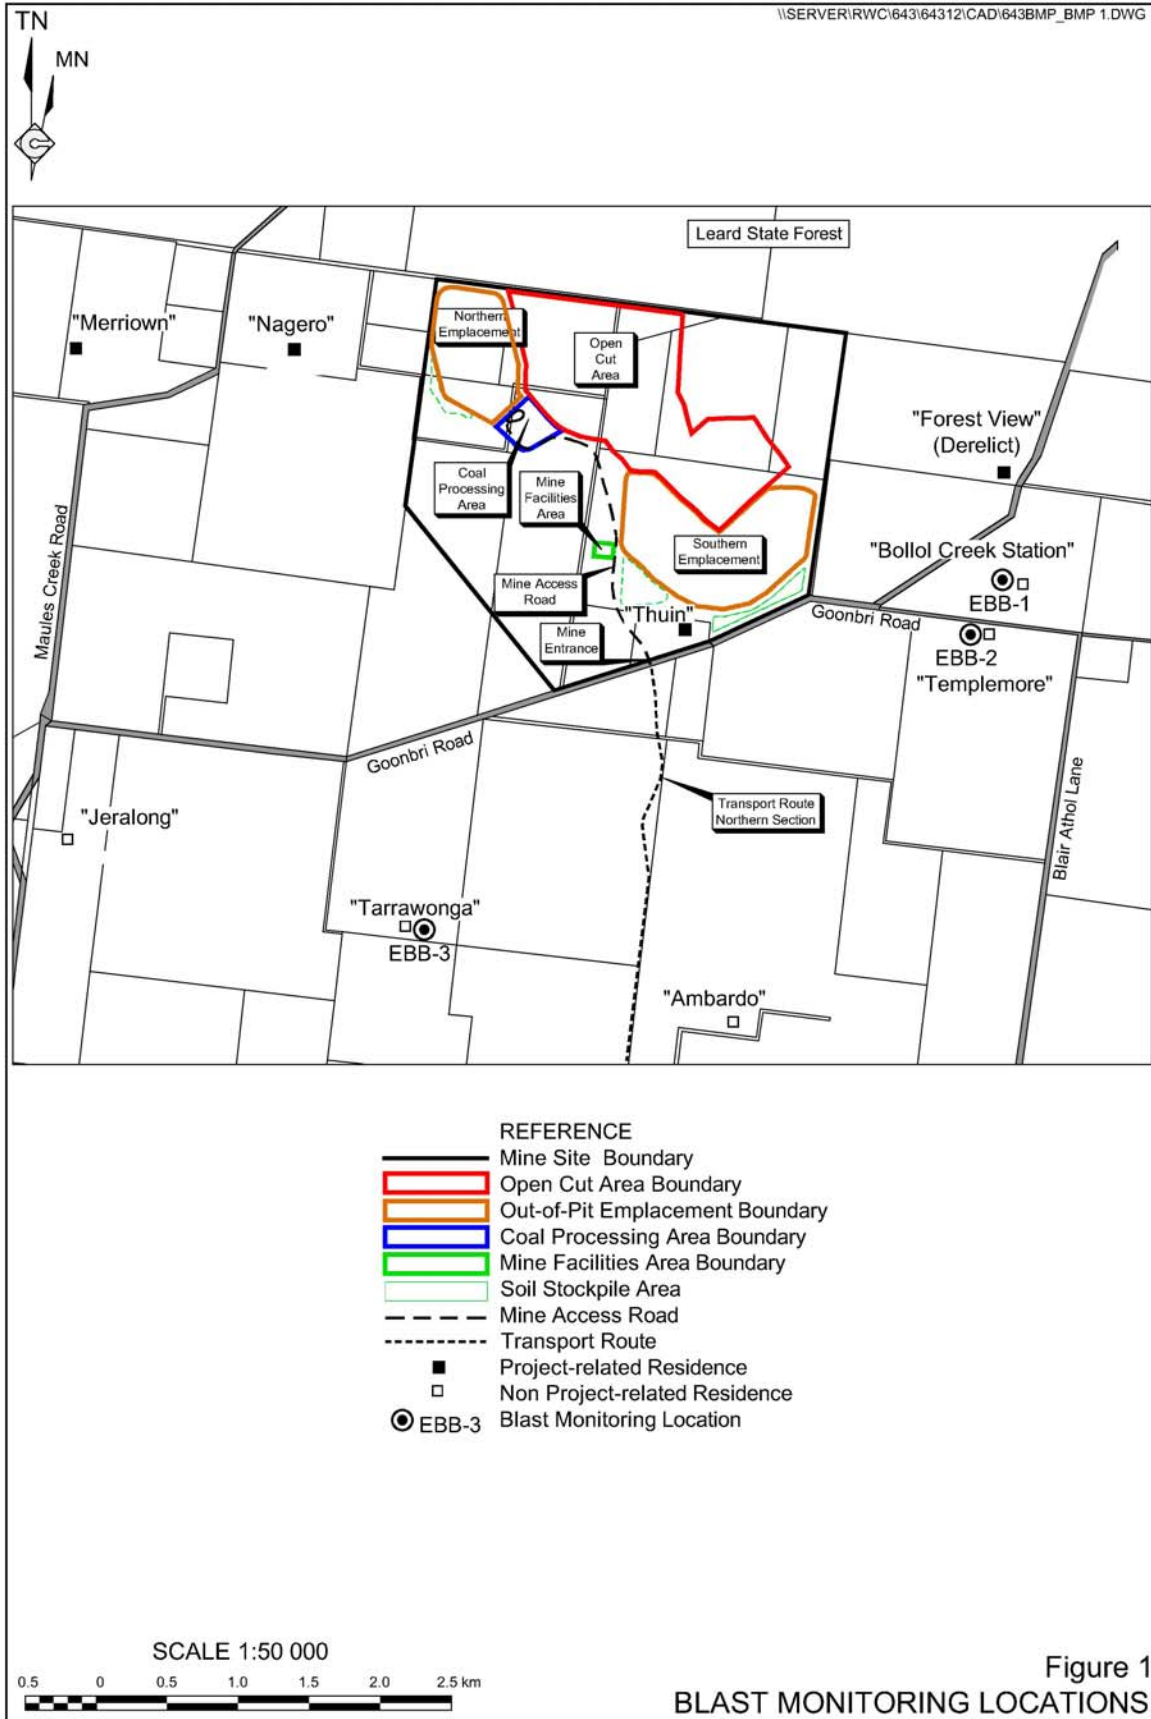 \\SERVER\RWC\643\64312\CAD\643BMP_BMP 1.DWG
TN
MN
Leard State Forest
"Merriown"
"Nagero"
Northern
Emplacement
Open
Cut
Area
"Forest View"
(Derelict)
Coal
Processing
Area
Mine
Facilities
Area
Southern
Emplacement
"Bollol Creek Station"
EBB-1
Maules Creek Road
Mine Access
Road
"Thuin"
Goonbri Road
Mine
Entrance
EBB-2
"Templemore"
Goonbri Road
Transport Route
Northern Section
Blair Athol Lane
"Jeralong"
"Tarrawonga"
EBB-3
"Ambardo"
REFERENCE
Mine Site Boundary
Open Cut Area Boundary
Out-of-Pit Emplacement Boundary
Coal Processing Area Boundary
Mine Facilities Area Boundary
Soil Stockpile Area
Mine Access Road
Transport Route
Project-related Residence
Non Project-related Residence
EBB-3 Blast Monitoring Location
SCALE 1:50 000
0.5 0 0.5 1.0 1.5 2.0 2.5 km
Figure 1
BLAST MONITORING LOCATIONS